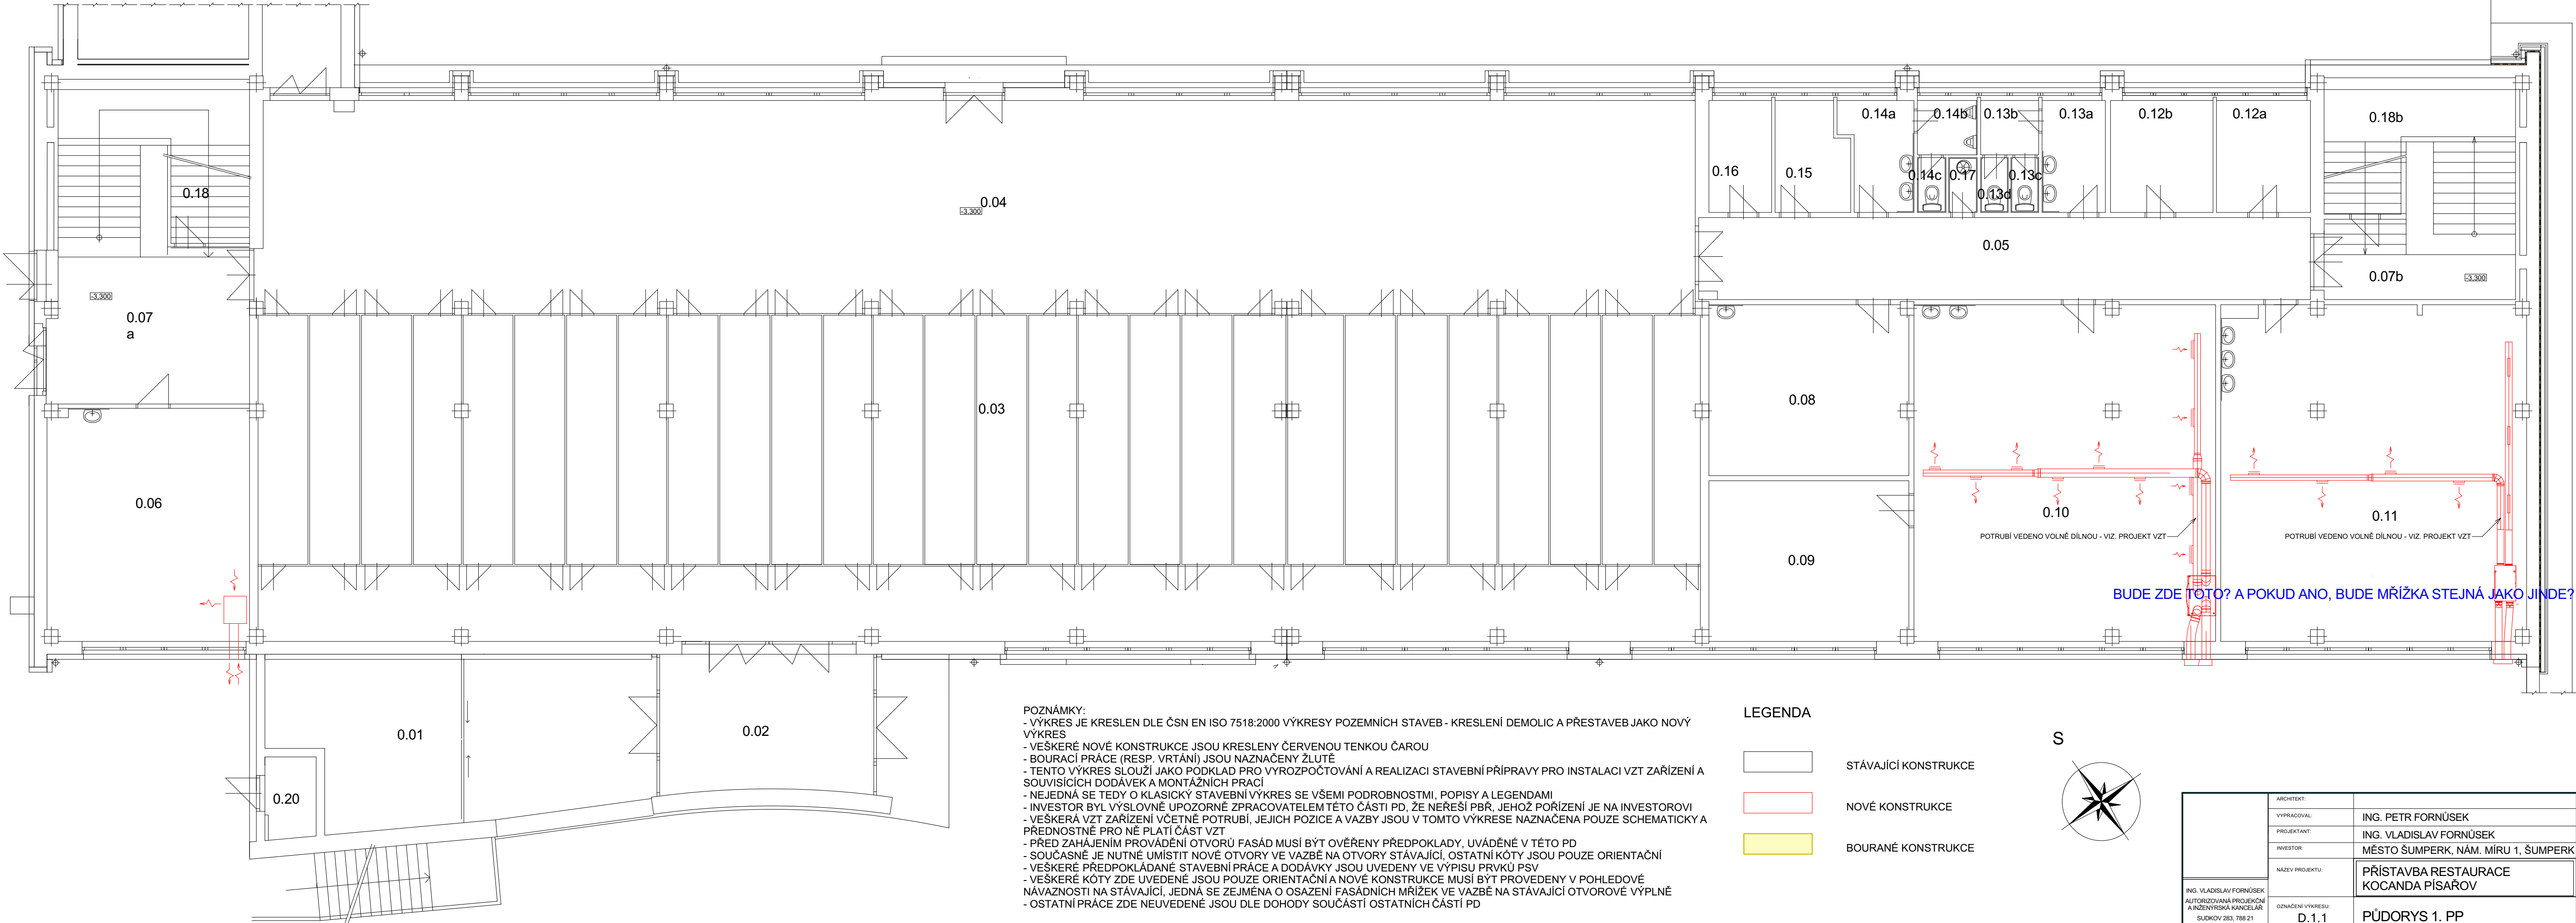 0.14a
0.14b
0.13b
0.13a
0.12b
0.12a
0.18b
0.16
0.15
0.14c
0.17
0.13c
0.13d
0.18
0.04
-3,300
0.05
0.07b
-3,300
-3,300
0.07
a
0.03
0.08
0.06
0.10
0.11
POTRUBÍ VEDENO VOLNĚ DÍLNOU - VIZ. PROJEKT VZT
POTRUBÍ VEDENO VOLNĚ DÍLNOU - VIZ. PROJEKT VZT
0.09
BUDE ZDE TOTO? A POKUD ANO, BUDE MŘÍŽKA STEJNÁ JAKO JINDE?
0.01
0.02
0.20
POZNÁMKY:
- VÝKRES JE KRESLEN DLE ČSN EN ISO 7518:2000 VÝKRESY POZEMNÍCH STAVEB - KRESLENÍ DEMOLIC A PŘESTAVEB JAKO NOVÝ
VÝKRES
- VEŠKERÉ NOVÉ KONSTRUKCE JSOU KRESLENY ČERVENOU TENKOU ČAROU
- BOURACÍ PRÁCE (RESP. VRTÁNÍ) JSOU NAZNAČENY ŽLUTĚ
- TENTO VÝKRES SLOUŽÍ JAKO PODKLAD PRO VYROZPOČTOVÁNÍ A REALIZACI STAVEBNÍ PŘÍPRAVY PRO INSTALACI VZT ZAŘÍZENÍ A
SOUVISÍCÍCH DODÁVEK A MONTÁŽNÍCH PRACÍ
- NEJEDNÁ SE TEDY O KLASICKÝ STAVEBNÍ VÝKRES SE VŠEMI PODROBNOSTMI, POPISY A LEGENDAMI
- INVESTOR BYL VÝSLOVNĚ UPOZORNĚ ZPRACOVATELEM TÉTO ČÁSTI PD, ŽE NEŘEŠÍ PBŘ, JEHOŽ POŘÍZENÍ JE NA INVESTOROVI
- VEŠKERÁ VZT ZAŘÍZENÍ VČETNĚ POTRUBÍ, JEJICH POZICE A VAZBY JSOU V TOMTO VÝKRESE NAZNAČENA POUZE SCHEMATICKY A
PŘEDNOSTNĚ PRO NĚ PLATÍ ČÁST VZT
- PŘED ZAHÁJENÍM PROVÁDĚNÍ OTVORŮ FASÁD MUSÍ BÝT OVĚŘENY PŘEDPOKLADY, UVÁDĚNÉ V TÉTO PD
- SOUČASNĚ JE NUTNÉ UMÍSTIT NOVÉ OTVORY VE VAZBĚ NA OTVORY STÁVAJÍCÍ, OSTATNÍ KÓTY JSOU POUZE ORIENTAČNÍ
- VEŠKERÉ PŘEDPOKLÁDANÉ STAVEBNÍ PRÁCE A DODÁVKY JSOU UVEDENY VE VÝPISU PRVKŮ PSV
- VEŠKERÉ KÓTY ZDE UVEDENÉ JSOU POUZE ORIENTAČNÍ A NOVÉ KONSTRUKCE MUSÍ BÝT PROVEDENY V POHLEDOVÉ
NÁVAZNOSTI NA STÁVAJÍCÍ, JEDNÁ SE ZEJMÉNA O OSAZENÍ FASÁDNÍCH MŘÍŽEK VE VAZBĚ NA STÁVAJÍCÍ OTVOROVÉ VÝPLNĚ
- OSTATNÍ PRÁCE ZDE NEUVEDENÉ JSOU DLE DOHODY SOUČÁSTÍ OSTATNÍCH ČÁSTÍ PD
LEGENDA
STÁVAJÍCÍ KONSTRUKCE
NOVÉ KONSTRUKCE
BOURANÉ KONSTRUKCE
S
ARCHITEKT:
VYPRACOVAL:
ING. PETR FORNŮSEK
PROJEKTANT:
ING. VLADISLAV FORNŮSEK
INVESTOR:
MĚSTO ŠUMPERK, NÁM. MÍRU 1, ŠUMPERK
NÁZEV PROJEKTU:
PŘÍSTAVBA RESTAURACE
KOCANDA PÍSAŘOV
ING. VLADISLAV FORNŮSEK
AUTORIZOVANÁ PROJEKČNÍ
A INŽENÝRSKÁ KANCELÁŘ
SUDKOV 283, 788 21
OZNAČENÍ VÝKRESU:
D.1.1
PŮDORYS 1. PP